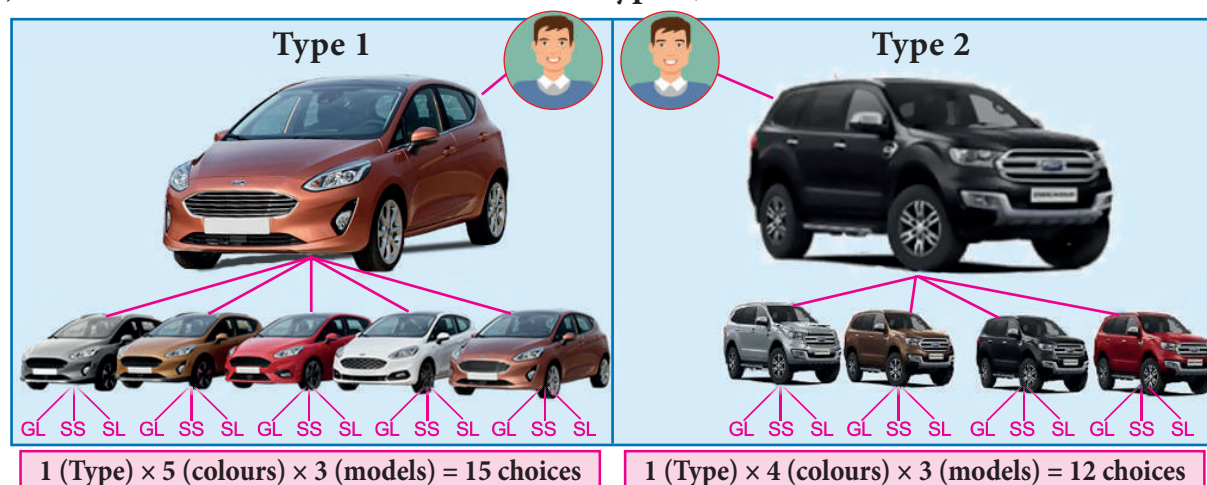 Type 1
Type 2
GL SS SL GL SS SL GL SS SL GL SS SL GL SS SL
GL SS SL GL SS SL GL SS SL GL SS SL
1 (Type) × 5 (colours) × 3 (models) = 15 choices
1 (Type) × 4 (colours) × 3 (models) = 12 choices